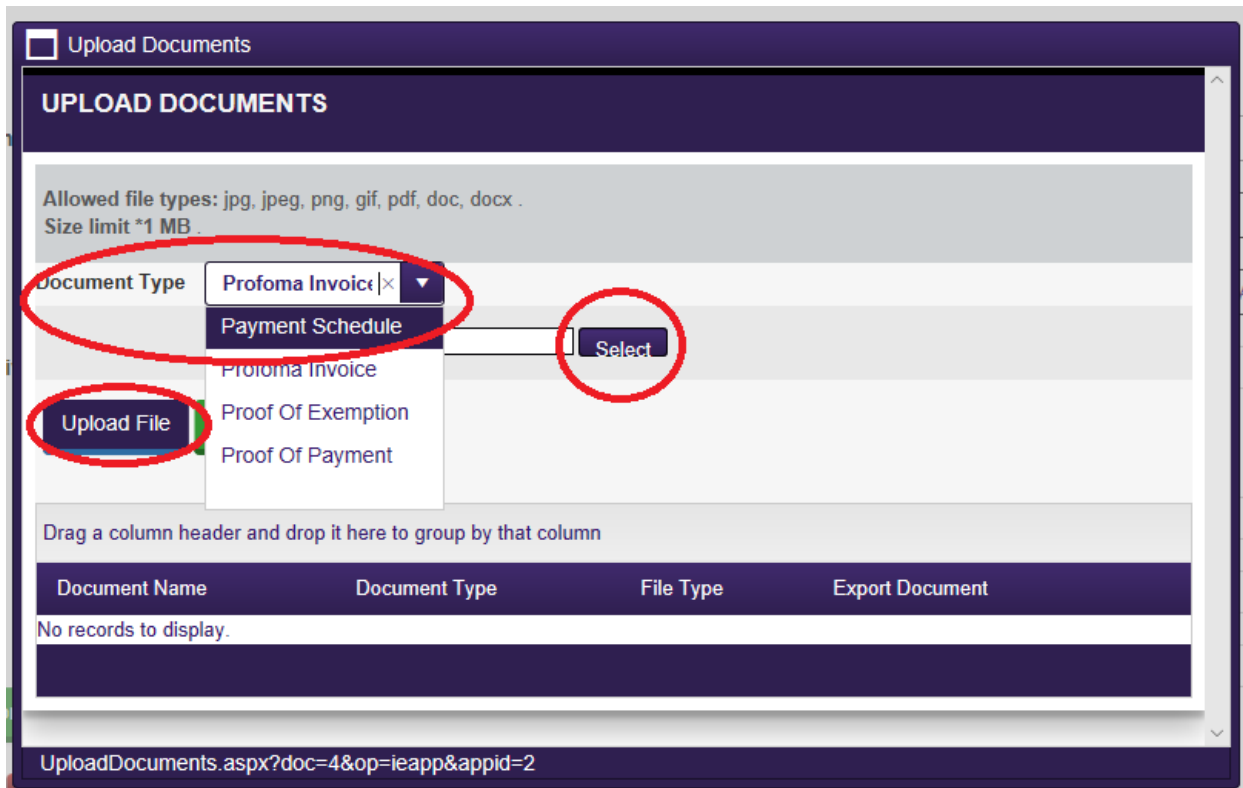 Upload Documents
UPLOAD DOCUMENTS
Allowed file types: jpg, jpeg, png, gif, pdf, doc, docx .
Size limit *1 MB .
Document Type Profoma Invoice
Payment Schedule
Select
Profoma Invoice
Upload File Proof Of Exemption
Proof Of Payment
Drag a column header and drop it here to group by that column
Document Name Document Type File Type Export Document
No records to display.
UploadDocuments.aspx?doc=4&op=ieapp&appid=2